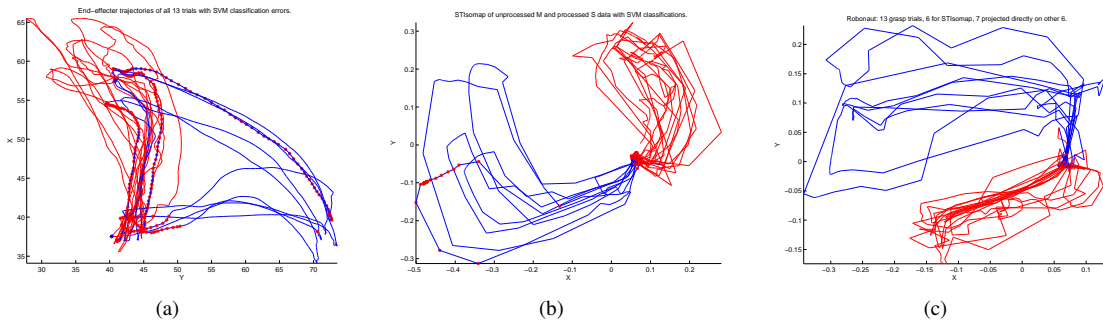 End−effecter trajectories of all 13 trials with SVM classification errors.
65
60
55
50
45
40
35
X
30 35 40 45 50 55 60 65 70
Y
(a)
STIsomap of unprocessed M and processed S data with SVM classifications.
0.3
0.2
0.1
0
−0.1
−0.2
−0.3
Y
−0.5 −0.4 −0.3 −0.2 −0.1 0 0.1 0.2
X
(b)
Robonaut: 13 grasp trials, 6 for STIsomap, 7 projected directly on other 6.
0.2
0.15
0.1
0.05
0
−0.05
−0.1
−0.15
Y
−0.3 −0.25 −0.2 −0.15 −0.1 −0.05 0 0.05 0.1
X
(c)